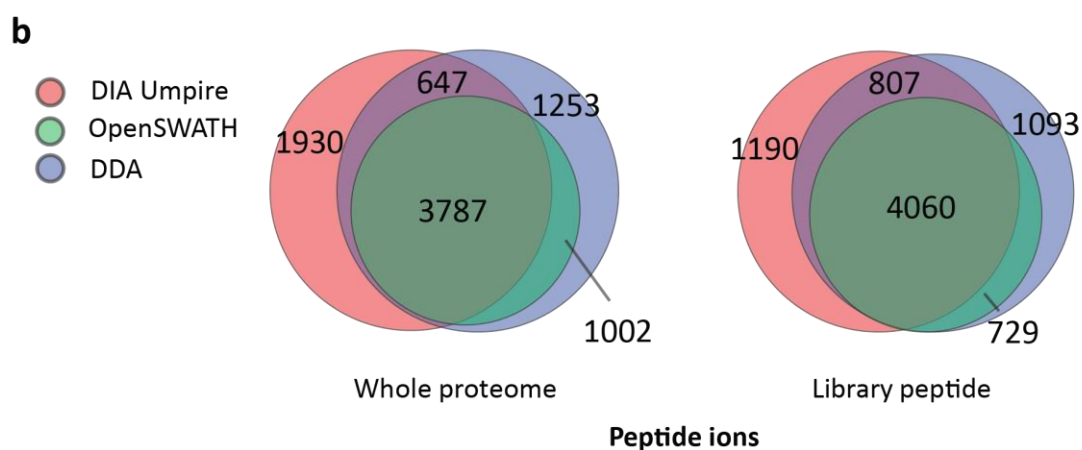 b
DIA Umpire
OpenSWATH
DDA
647
1253
1930
3787
1002
Whole proteome
807
1093
1190
4060
729
Library peptide
Peptide ions